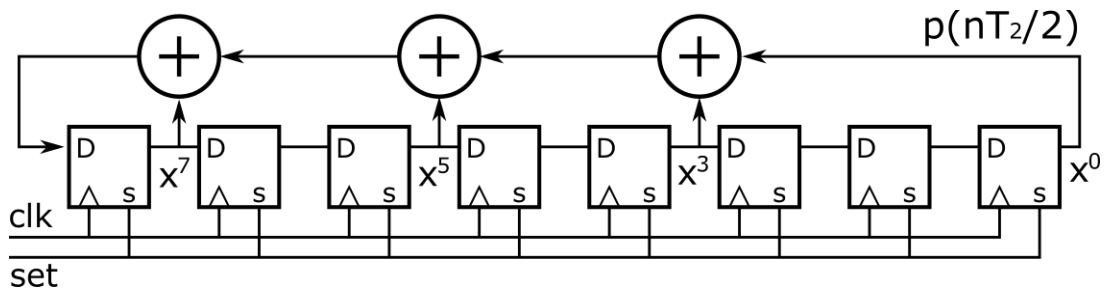 p(nT₂/2)
+ + +
D D D D D D D D
x⁷ x⁵ x³ x⁰
s s s s s s s s
clk
set